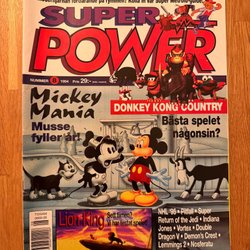 SUPER
POWER
NUMMER 8 1994 Pris 29:-
Mickey
Mania
Musse
fyller år!
DONKEY KONG COUNTRY
Bästa spelet
någonsin?
Lion King
NHL '95 • Pitfall • Super
Return of the Jedi • Indiana
Jones • Vortex • Double
Dragon V • Demon's Crest •
Lemmings 2 • Nosferatu